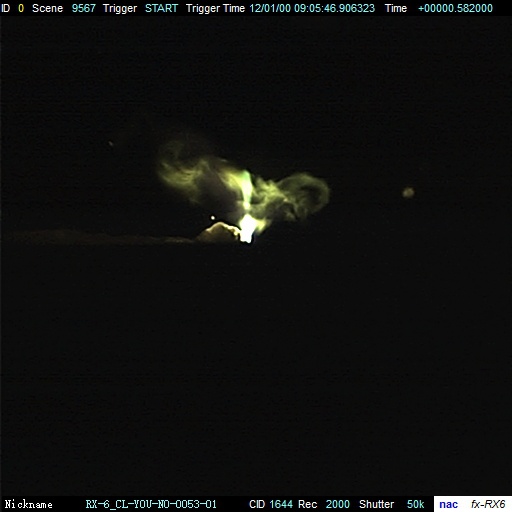 ID 0 Scene 9567 Trigger START Trigger Time 12/01/00 09:05:46.906323 Time +00000.582000
Nickname RX-6_CL-YOU-NO-0053-01 CID 1644 Rec 2000 Shutter 50k nac fx-RX6